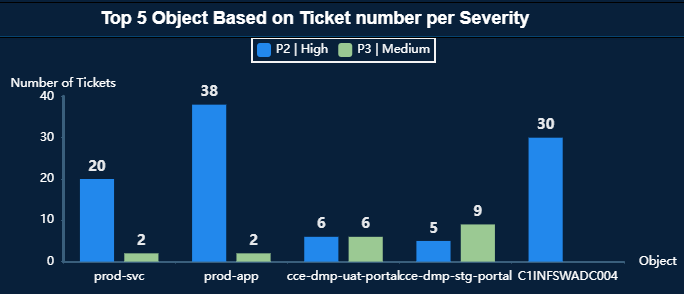 Top 5 Object Based on Ticket number per Severity
P2 | High P3 | Medium
Number of Tickets
40
38
30
30
20
20
10
9
6
6
5
2
2
0
Object
prod-svc prod-app cce-dmp-uat-portal cce-dmp-stg-portal C1INFSWADC004